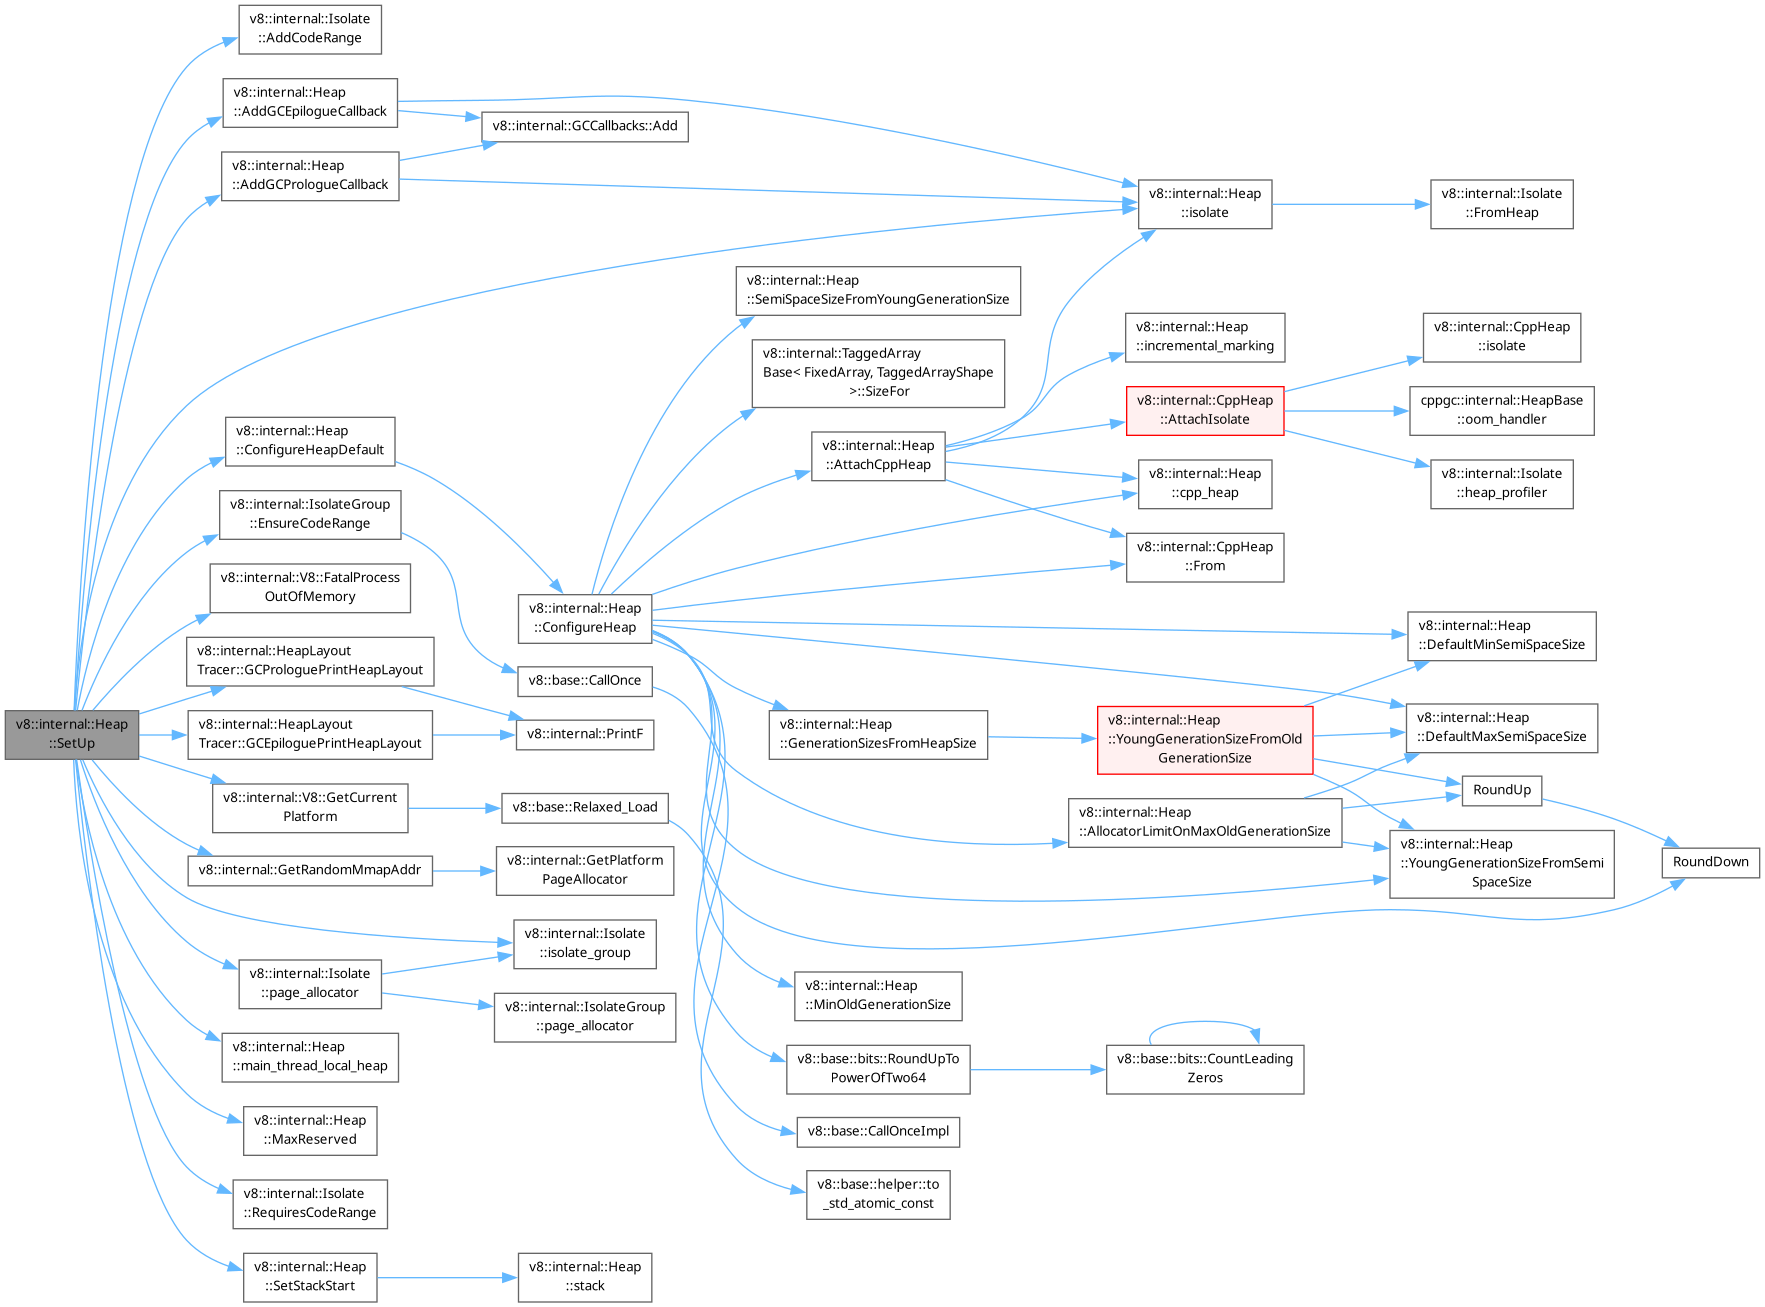 v8::internal::Heap
::SetUp
v8::internal::Isolate
::AddCodeRange
v8::internal::Heap
::AddGCEpilogueCallback
v8::internal::Heap
::AddGCPrologueCallback
v8::internal::Heap
::ConfigureHeapDefault
v8::internal::IsolateGroup
::EnsureCodeRange
v8::internal::V8::FatalProcess
OutOfMemory
v8::internal::HeapLayout
Tracer::GCProloguePrintHeapLayout
v8::internal::HeapLayout
Tracer::GCEpiloguePrintHeapLayout
v8::internal::V8::GetCurrent
Platform
v8::internal::GetRandomMmapAddr
v8::internal::Isolate
::page_allocator
v8::internal::Heap
::main_thread_local_heap
v8::internal::Heap
::MaxReserved
v8::internal::Isolate
::RequiresCodeRange
v8::internal::Heap
::SetStackStart
v8::internal::GCCallbacks::Add
v8::internal::Heap
::ConfigureHeap
v8::base::CallOnce
v8::internal::PrintF
v8::base::Relaxed_Load
v8::internal::GetPlatform
PageAllocator
v8::internal::Isolate
::isolate_group
v8::internal::IsolateGroup
::page_allocator
v8::internal::Heap
::stack
v8::internal::Heap
::SemiSpaceSizeFromYoungGenerationSize
v8::internal::TaggedArray
Base< FixedArray, TaggedArrayShape
>::SizeFor
v8::internal::Heap
::AttachCppHeap
v8::internal::Heap
::GenerationSizesFromHeapSize
v8::internal::Heap
::MinOldGenerationSize
v8::base::bits::RoundUpTo
PowerOfTwo64
v8::base::CallOnceImpl
v8::base::helper::to
_std_atomic_const
v8::internal::Heap
::isolate
v8::internal::Heap
::incremental_marking
v8::internal::CppHeap
::AttachIsolate
v8::internal::Heap
::cpp_heap
v8::internal::CppHeap
::From
v8::internal::Heap
::YoungGenerationSizeFromOld
GenerationSize
v8::internal::Heap
::AllocatorLimitOnMaxOldGenerationSize
v8::base::bits::CountLeading
Zeros
v8::internal::Isolate
::FromHeap
v8::internal::CppHeap
::isolate
cppgc::internal::HeapBase
::oom_handler
v8::internal::Isolate
::heap_profiler
v8::internal::Heap
::DefaultMinSemiSpaceSize
v8::internal::Heap
::DefaultMaxSemiSpaceSize
RoundUp
v8::internal::Heap
::YoungGenerationSizeFromSemi
SpaceSize
RoundDown